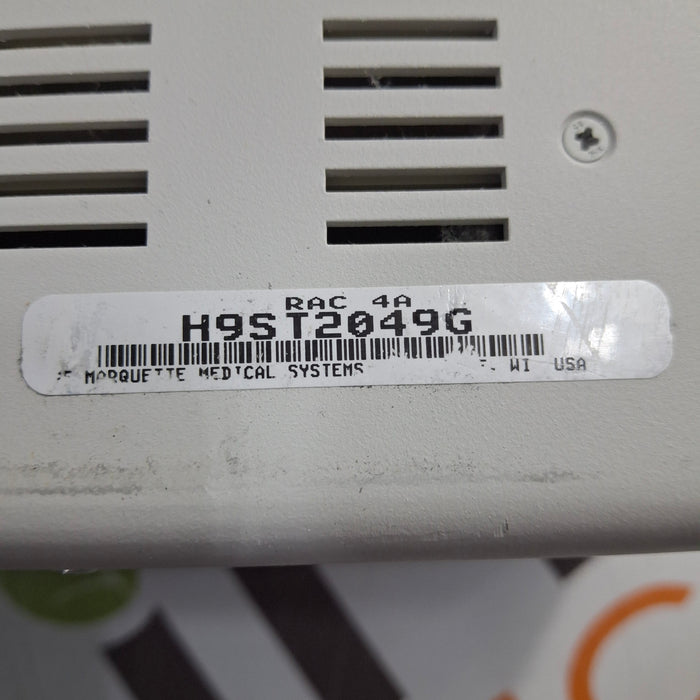 RAC 4A
H9ST2049G
MARQUETTE MEDICAL SYSTEMS WI USA